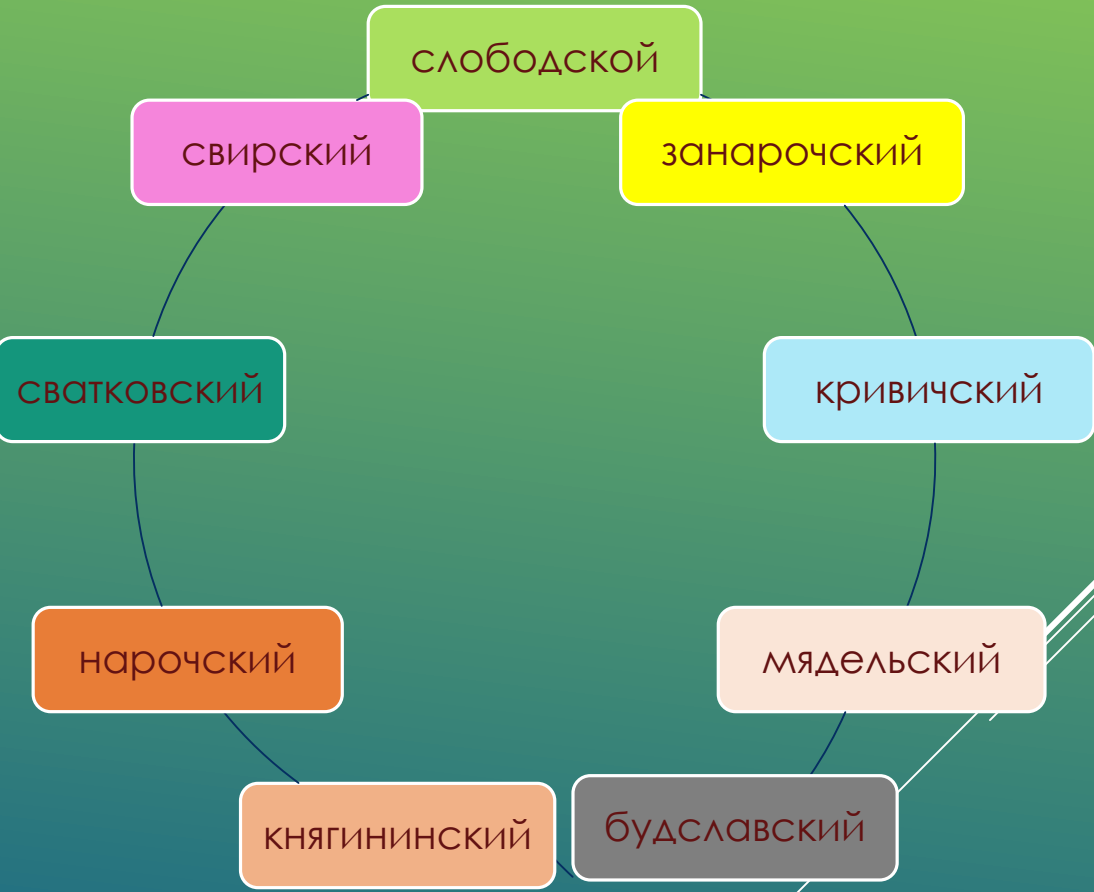 слободской
свирский
занарочский
сватковский
кривичский
нарочский
мядельский
княгининский
будславский